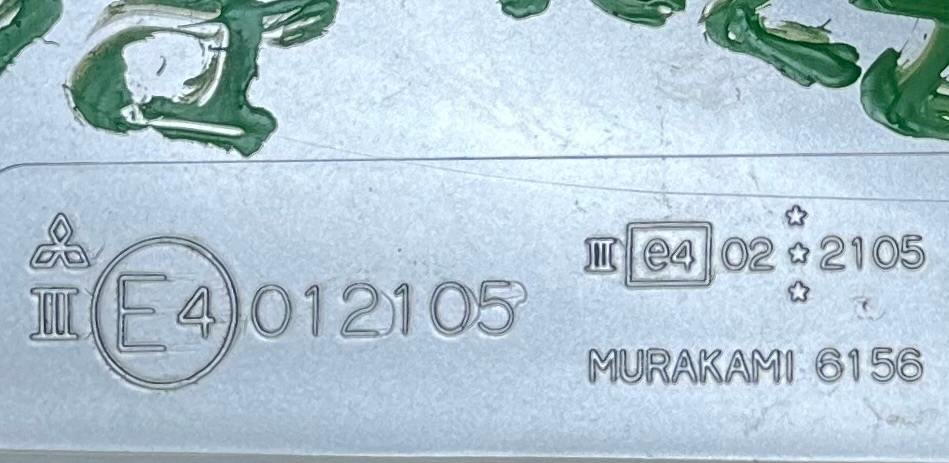 III E4 012105
III e4 02 *** 2105
MURAKAMI 6156